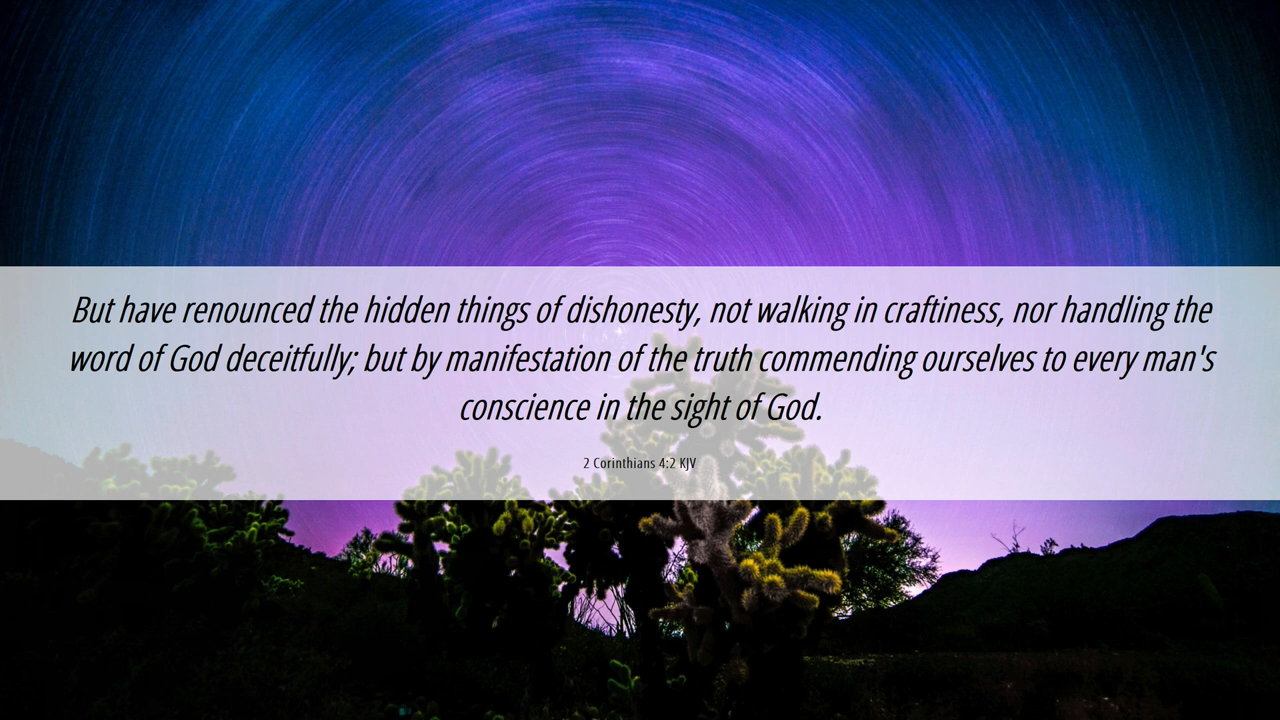 But have renounced the hidden things of dishonesty, not walking in craftiness, nor handling the
word of God deceitfully; but by manifestation of the truth commending ourselves to every man's
conscience in the sight of God.
2 Corinthians 4:2 KJV